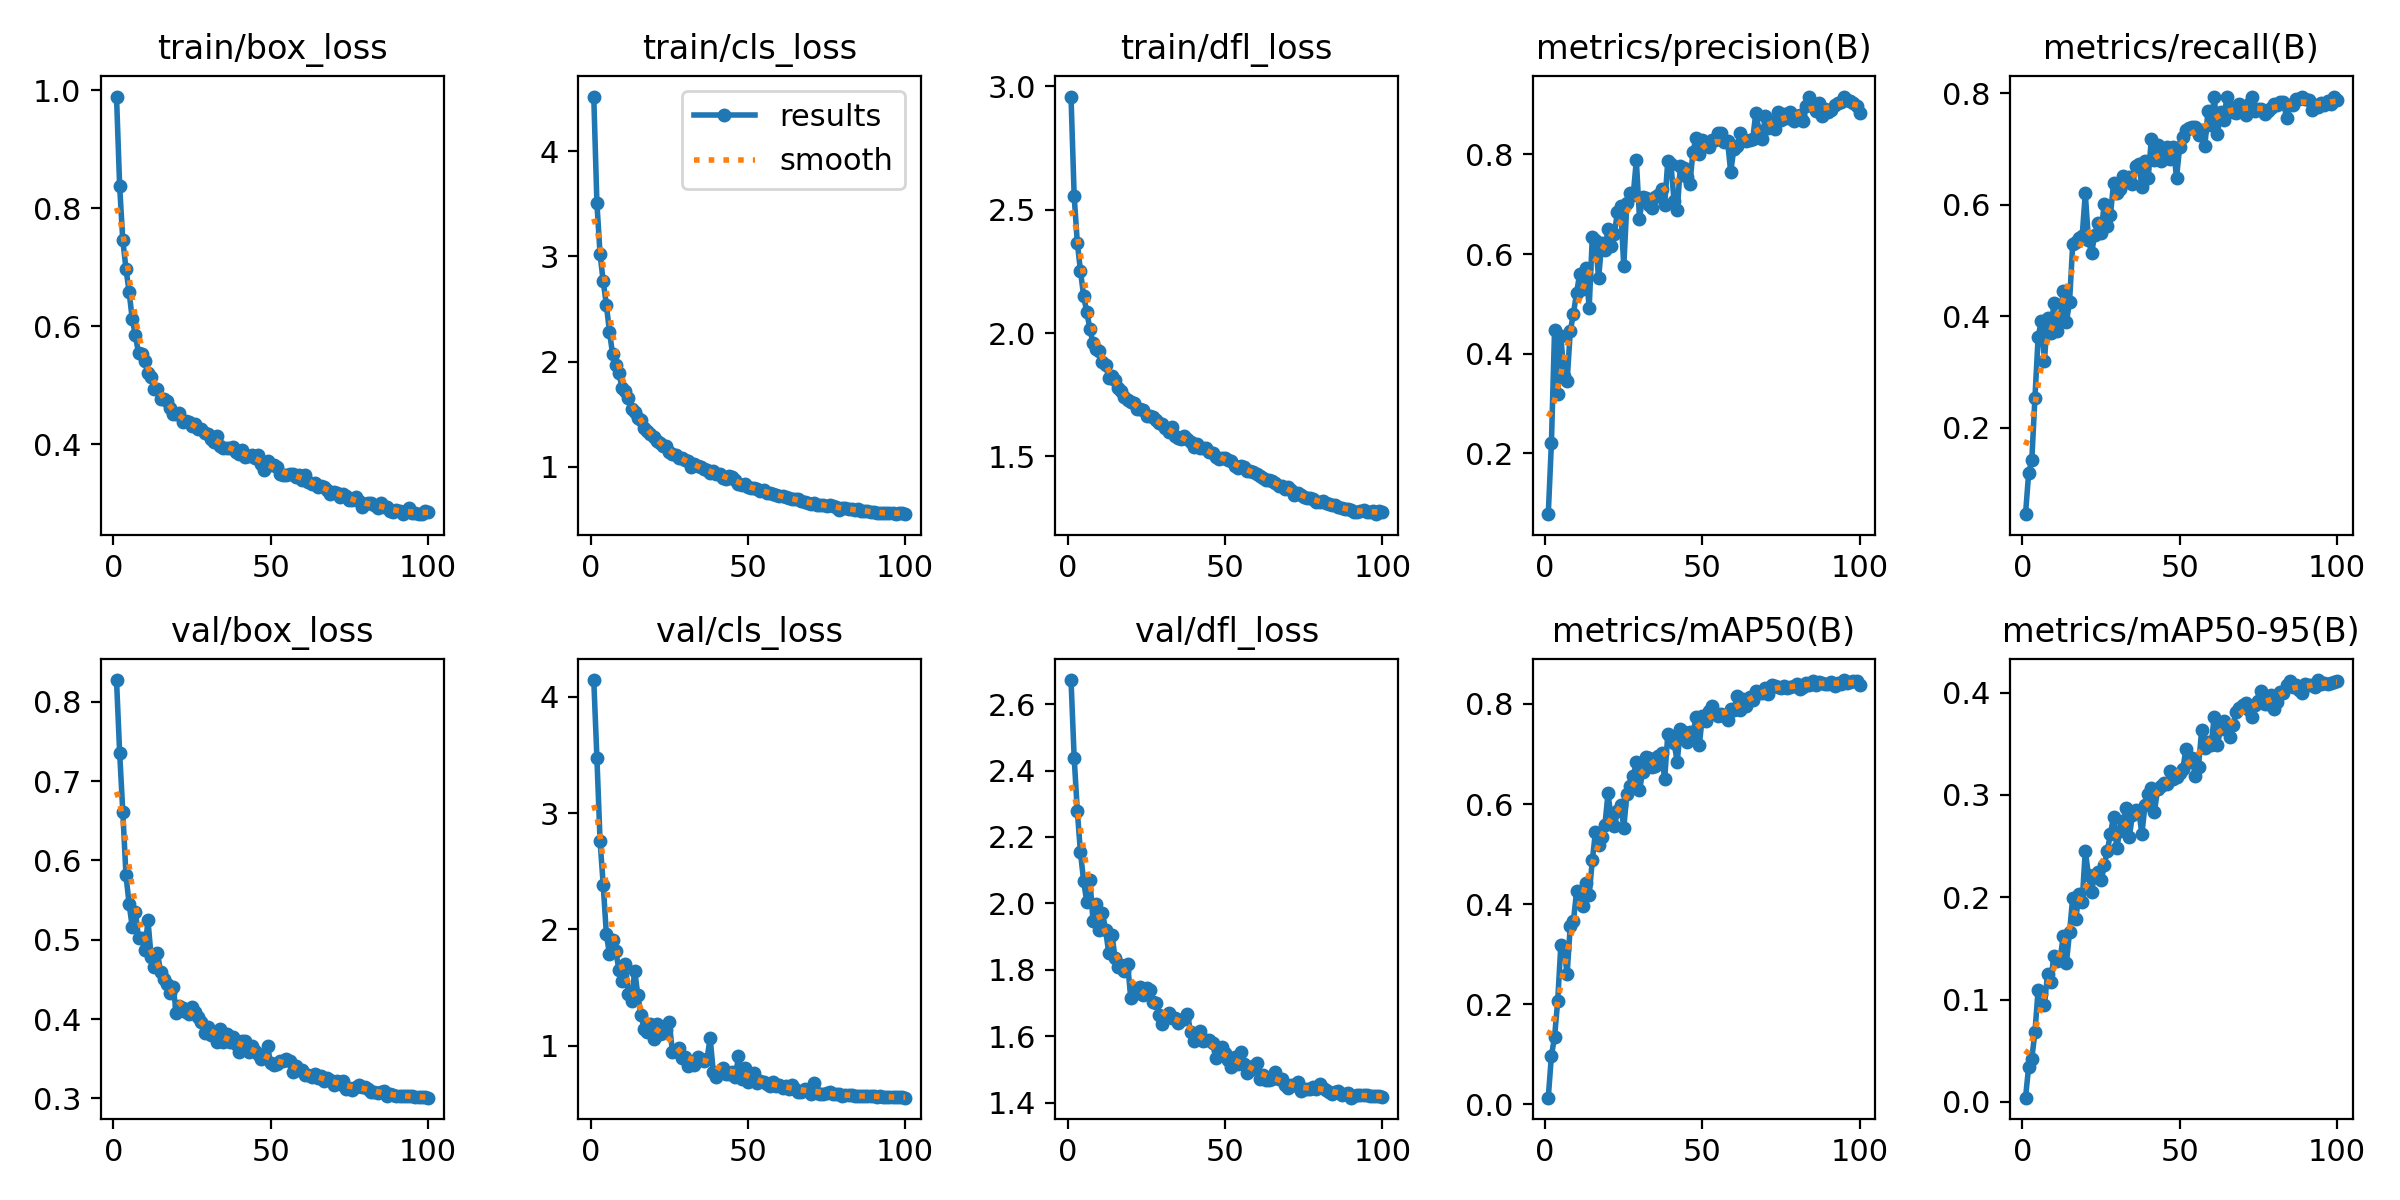 train/box_loss
1.0
0.8
0.6
0.4
0 50 100
train/cls_loss
results
smooth
4
3
2
1
0 50 100
train/dfl_loss
3.0
2.5
2.0
1.5
0 50 100
metrics/precision(B)
0.8
0.6
0.4
0.2
0 50 100
metrics/recall(B)
0.8
0.6
0.4
0.2
0 50 100
val/box_loss
0.8
0.7
0.6
0.5
0.4
0.3
0 50 100
val/cls_loss
4
3
2
1
0 50 100
val/dfl_loss
2.6
2.4
2.2
2.0
1.8
1.6
1.4
0 50 100
metrics/mAP50(B)
0.8
0.6
0.4
0.2
0.0
0 50 100
metrics/mAP50-95(B)
0.4
0.3
0.2
0.1
0.0
0 50 100